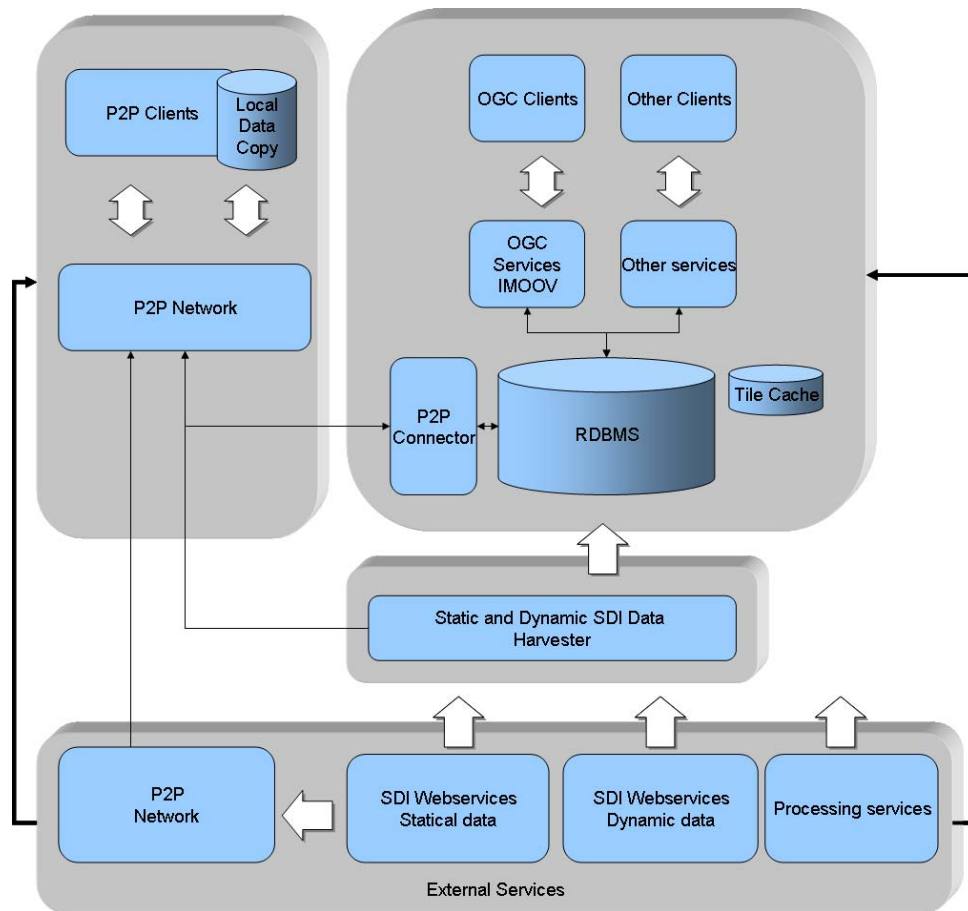 P2P Clients
Local
Data
Copy
P2P Network
OGC Clients
Other Clients
OGC
Services
IMOOV
Other services
P2P
Connector
RDBMS
Tile Cache
Static and Dynamic SDI Data
Harvester
P2P
Network
SDI Webservices
Statical data
SDI Webservices
Dynamic data
Processing services
External Services